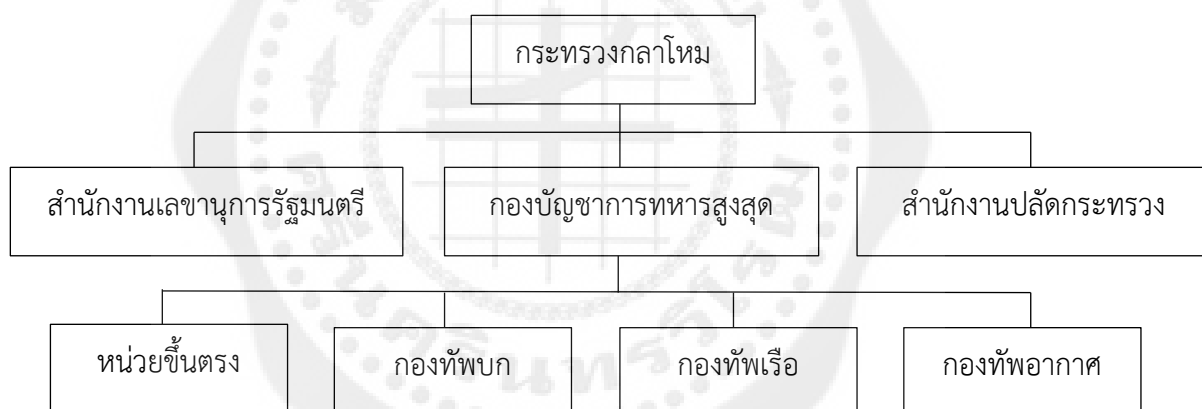 กระทรวงกลาโหม
สำนักงานเลขานุการรัฐมนตรี
กองบัญชาการทหารสูงสุด
สำนักงานปลัดกระทรวง
หน่วยขึ้นตรง
กองทัพบก
กองทัพเรือ
กองทัพอากาศ